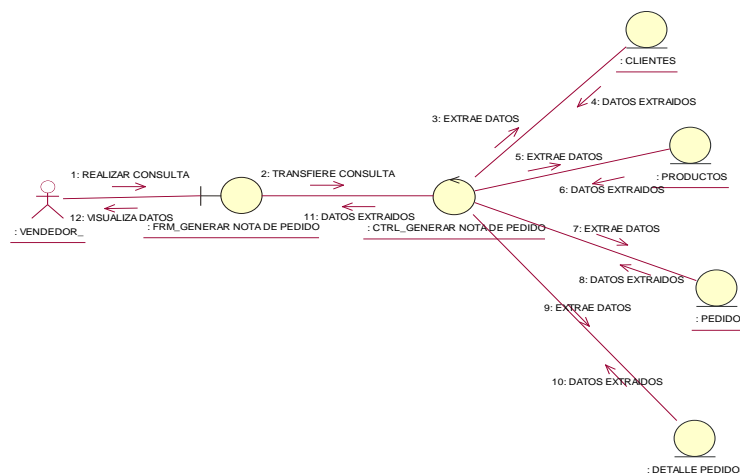 : CLIENTES
4: DATOS EXTRAIDOS
3: EXTRAE DATOS
5: EXTRAE DATOS
: PRODUCTOS
6: DATOS EXTRAIDOS
1: REALIZAR CONSULTA
2: TRANSFIERE CONSULTA
12: VISUALIZA DATOS
11: DATOS EXTRAIDOS
: VENDEDOR_
: FRM_GENERAR NOTA DE PEDIDO
: CTRL_GENERAR NOTA DE PEDIDO
7: EXTRAE DATOS
8: DATOS EXTRAIDOS
9: EXTRAE DATOS
: PEDIDO
10: DATOS EXTRAIDOS
: DETALLE PEDIDO